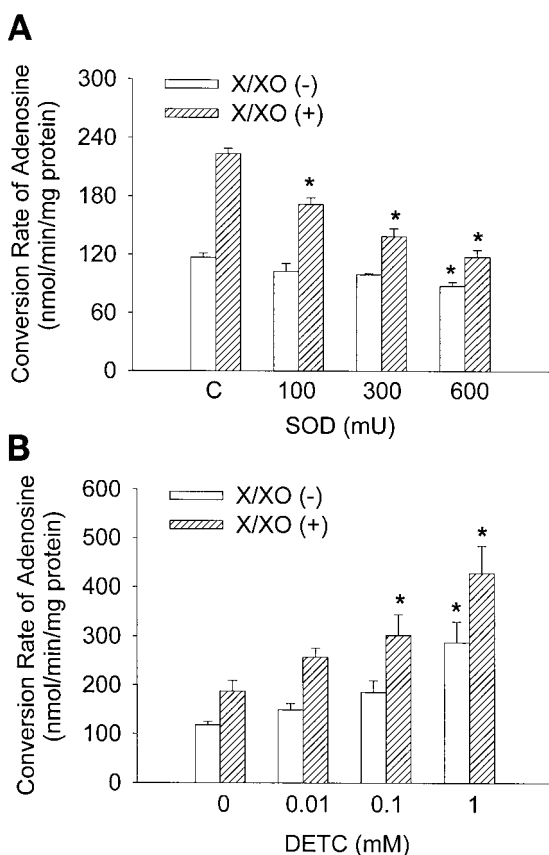 A
Conversion Rate of Adenosine
(nmol/min/mg protein)
300
240
180
120
60
0
X/XO (-)
X/XO (+)
*
*
*
*
C
100
300
600
SOD (mU)
B
Conversion Rate of Adenosine
(nmol/min/mg protein)
600
500
400
300
200
100
0
X/XO (-)
X/XO (+)
*
*
*
0
0.01
0.1
1
DETC (mM)